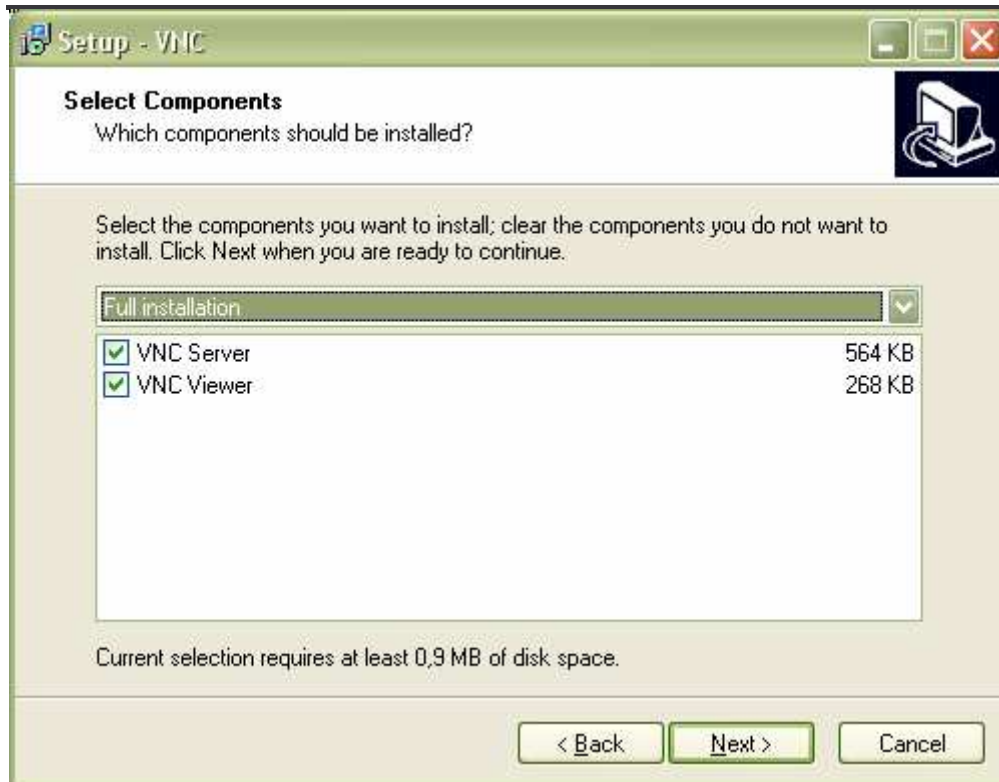 Setup - VNC
Select Components
Which components should be installed?
Select the components you want to install; clear the components you do not want to
install. Click Next when you are ready to continue.
Full installation
VNC Server 564 KB
VNC Viewer 268 KB
Current selection requires at least 0,9 MB of disk space.
< Back Next > Cancel